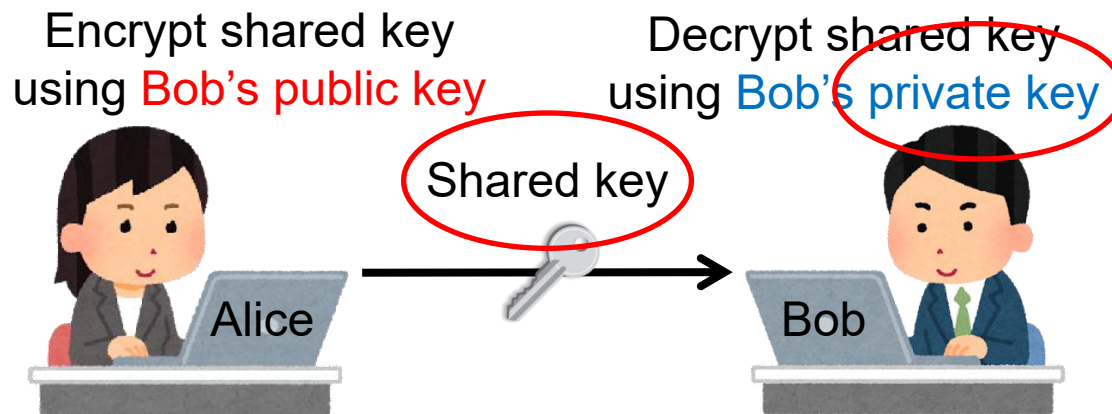 Encrypt shared key
using Bob's public key
Decrypt shared key
using Bob's private key
Shared key
Alice
Bob